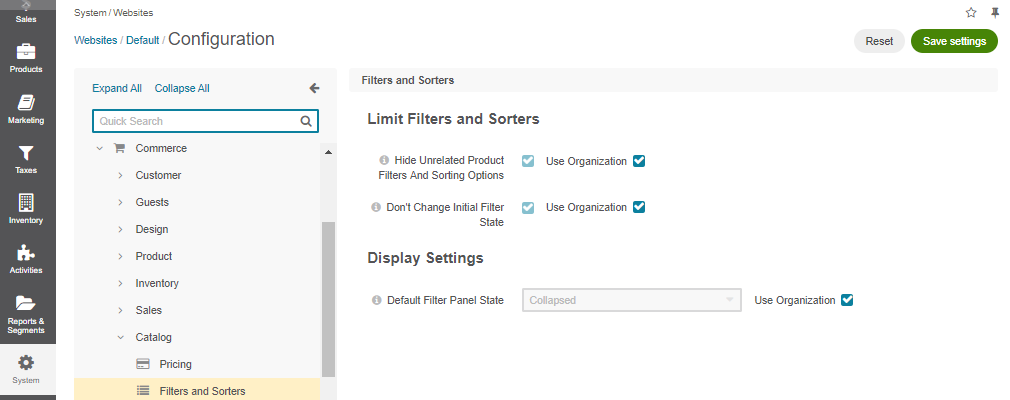 Sales
Products
Marketing
Taxes
Inventory
Activities
Reports &
Segments
System
System / Websites
Websites / Default / Configuration
Reset
Save settings
Expand All
Collapse All
Quick Search
Commerce
Customer
Guests
Design
Product
Inventory
Sales
Catalog
Pricing
Filters and Sorters
Filters and Sorters
Limit Filters and Sorters
Hide Unrelated Product
Filters And Sorting Options
Use Organization
Don't Change Initial Filter
State
Use Organization
Display Settings
Default Filter Panel State
Collapsed
Use Organization